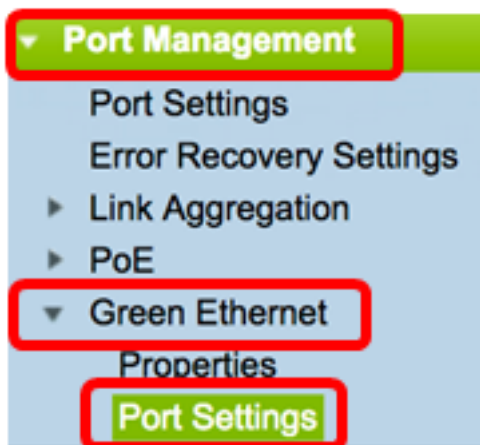 Port Management
Port Settings
Error Recovery Settings
Link Aggregation
PoE
Green Ethernet
Properties
Port Settings